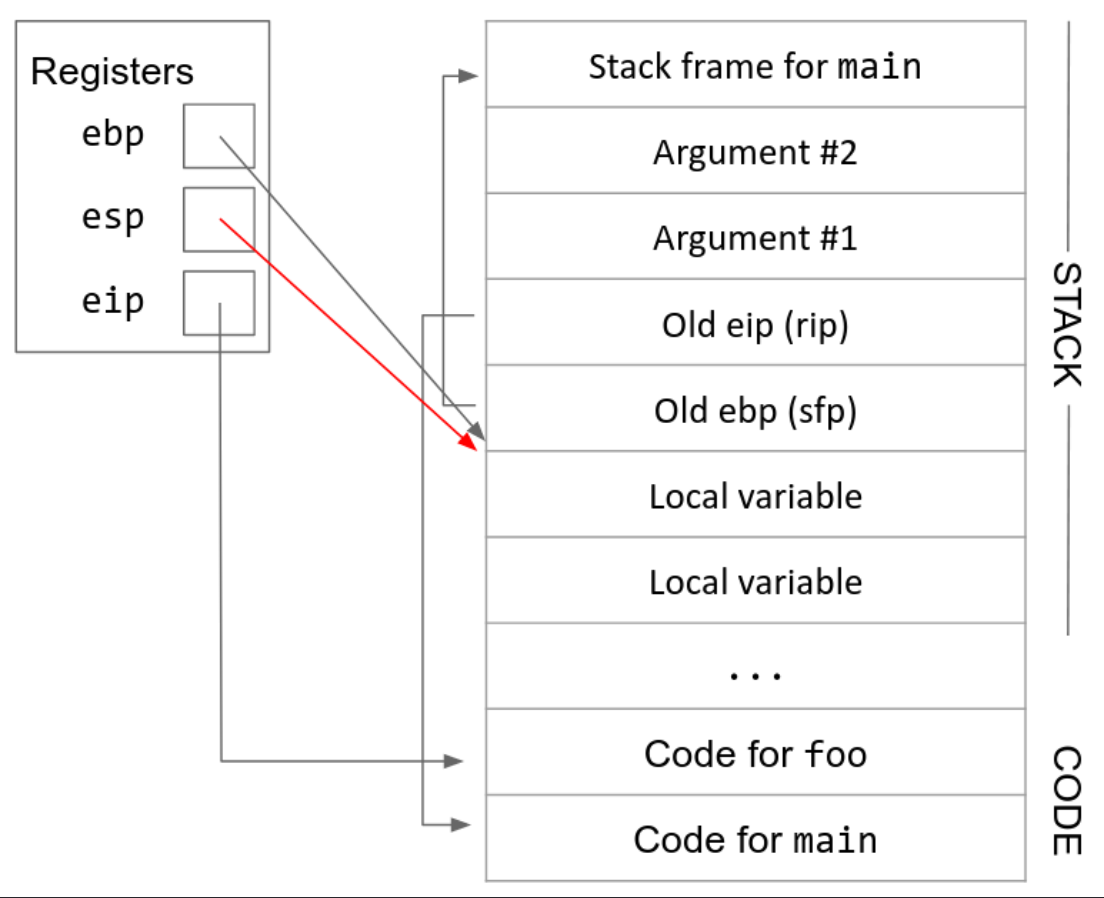 Registers
ebp
esp
eip
Stack frame for main
Argument #2
Argument #1
Old eip (rip)
Old ebp (sfp)
Local variable
Local variable
...
Code for foo
Code for main
STACK
CODE